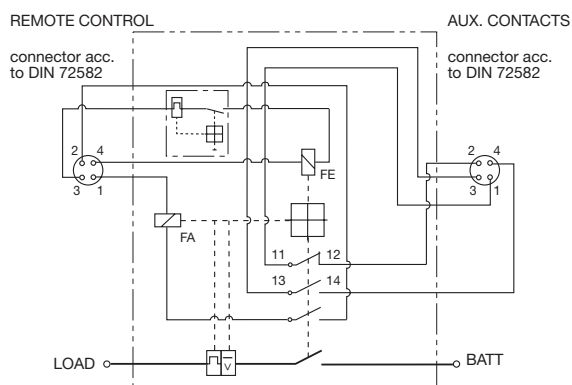 REMOTE CONTROL
AUX. CONTACTS
connector acc.
to DIN 72582
connector acc.
to DIN 72582
2 4
3 1
2 4
3 1
FE
FA
11 12
13 14
LOAD
V
BATT